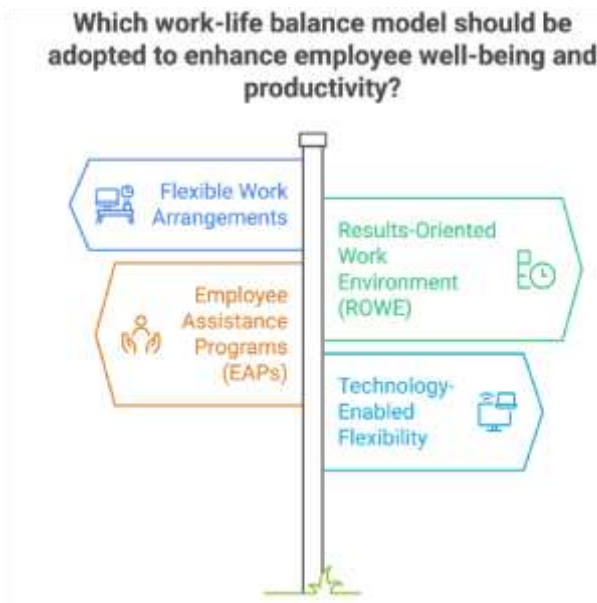 Which work-life balance model should be
adopted to enhance employee well-being and
productivity?
Flexible Work
Arrangements
Results-Oriented
Work
Environment
(ROWE)
Employee
Assistance
Programs
(EAPs)
Technology-
Enabled
Flexibility